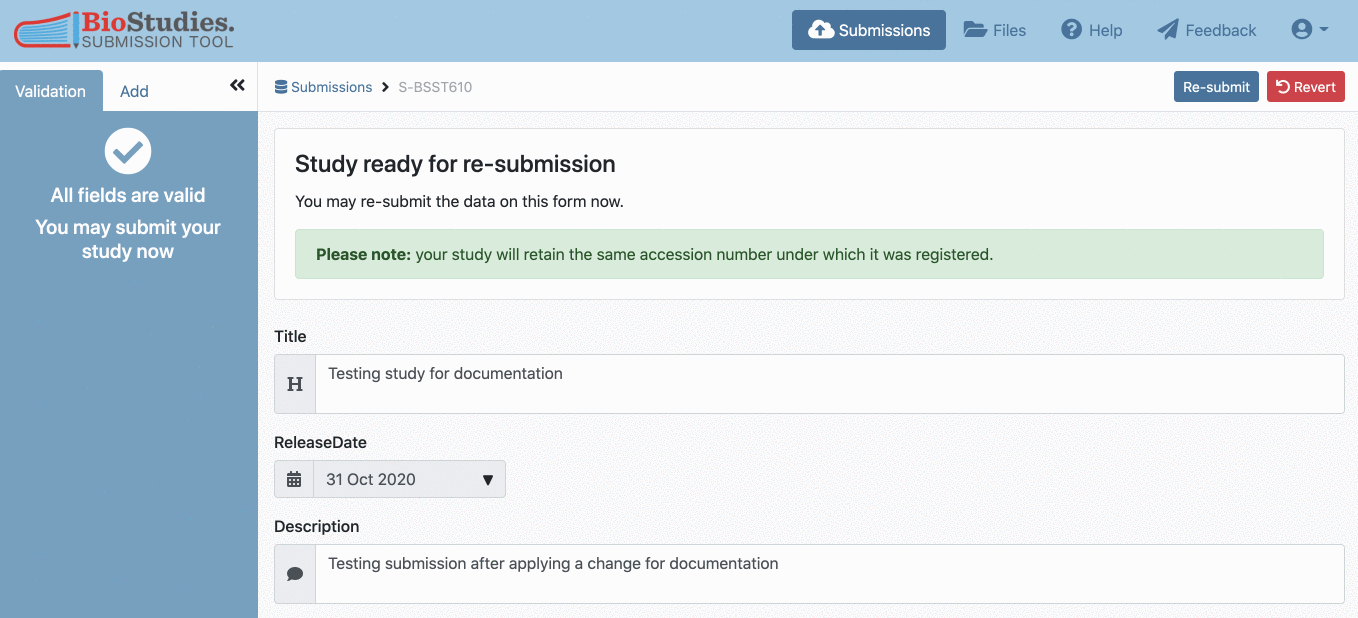 BioStudies.
SUBMISSION TOOL
Submissions
Files
Help
Feedback
Validation
Add
Submissions
S-BSST610
Re-submit
Revert
All fields are valid
You may submit your
study now
Study ready for re-submission
You may re-submit the data on this form now.
Please note: your study will retain the same accession number under which it was registered.
Title
H
Testing study for documentation
ReleaseDate
31 Oct 2020
Description
Testing submission after applying a change for documentation